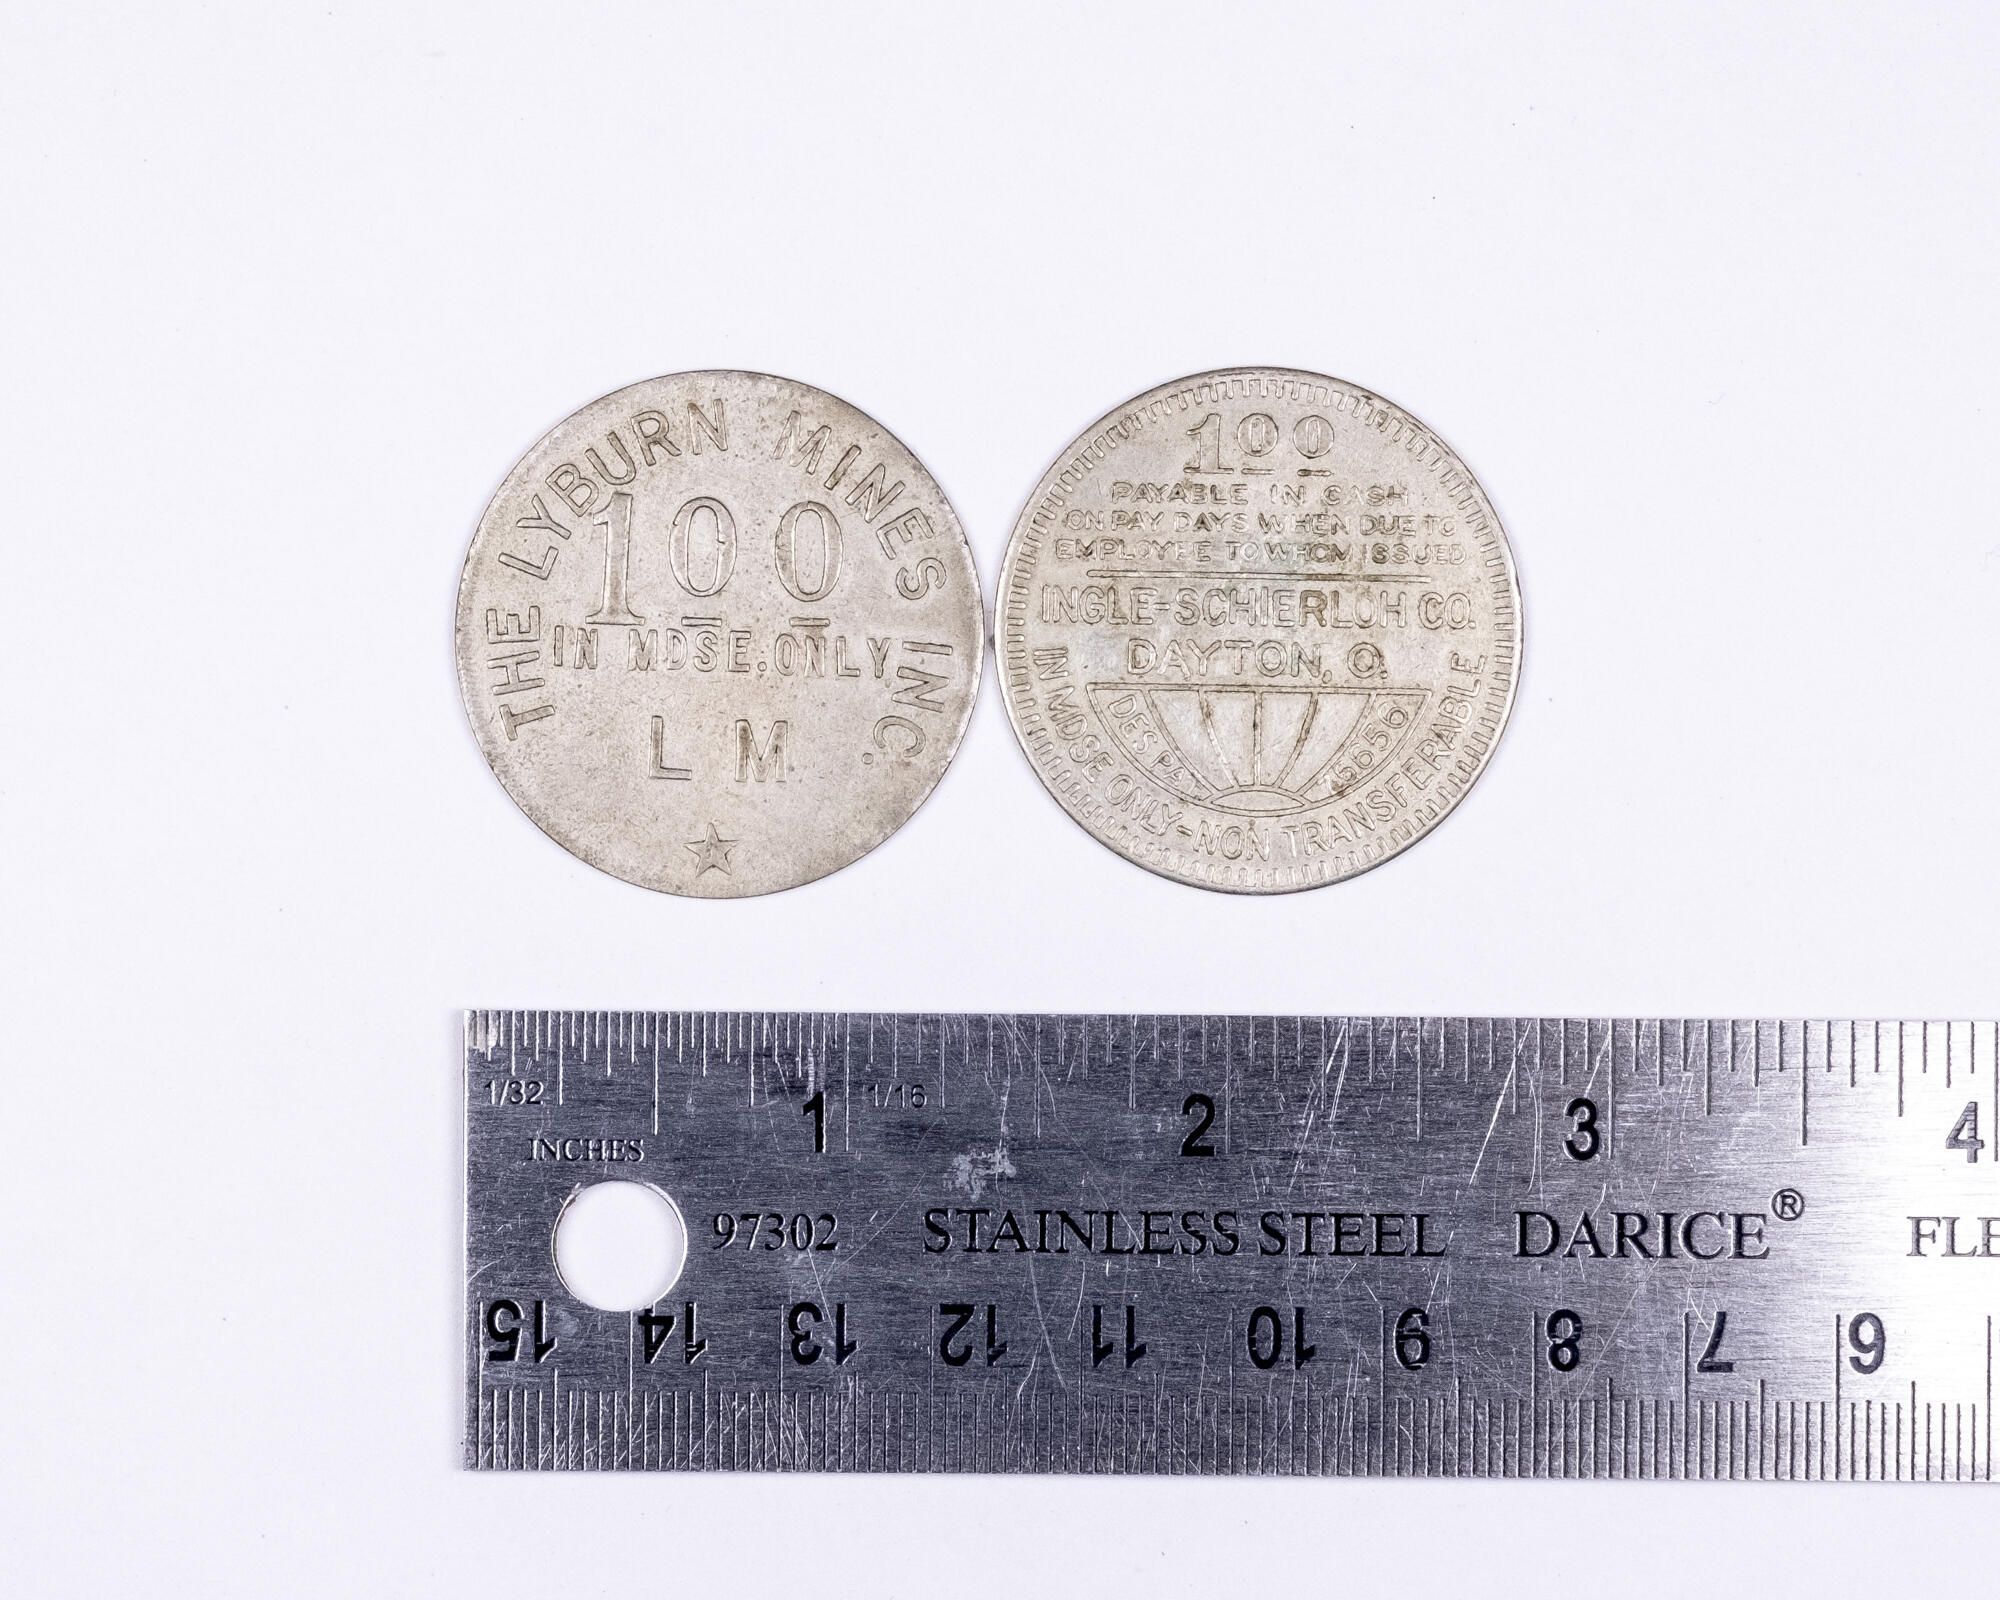 THE LYBURN MINES INC.
100
IN MDSE. ONLY
L M
100
PAYABLE IN CASH
ON PAY DAYS WHEN DUE TO
EMPLOYEE TO WHOM ISSUED
INGLE-SCHIERLOH CO.
DAYTON, O.
DES PAT 75656
IN MDSE ONLY-NON TRANSFERABLE
1/32 1 1/16 2 3 4
INCHES
97302 STAINLESS STEEL DARICE® FLE
15 14 13 12 11 10 9 8 7 6